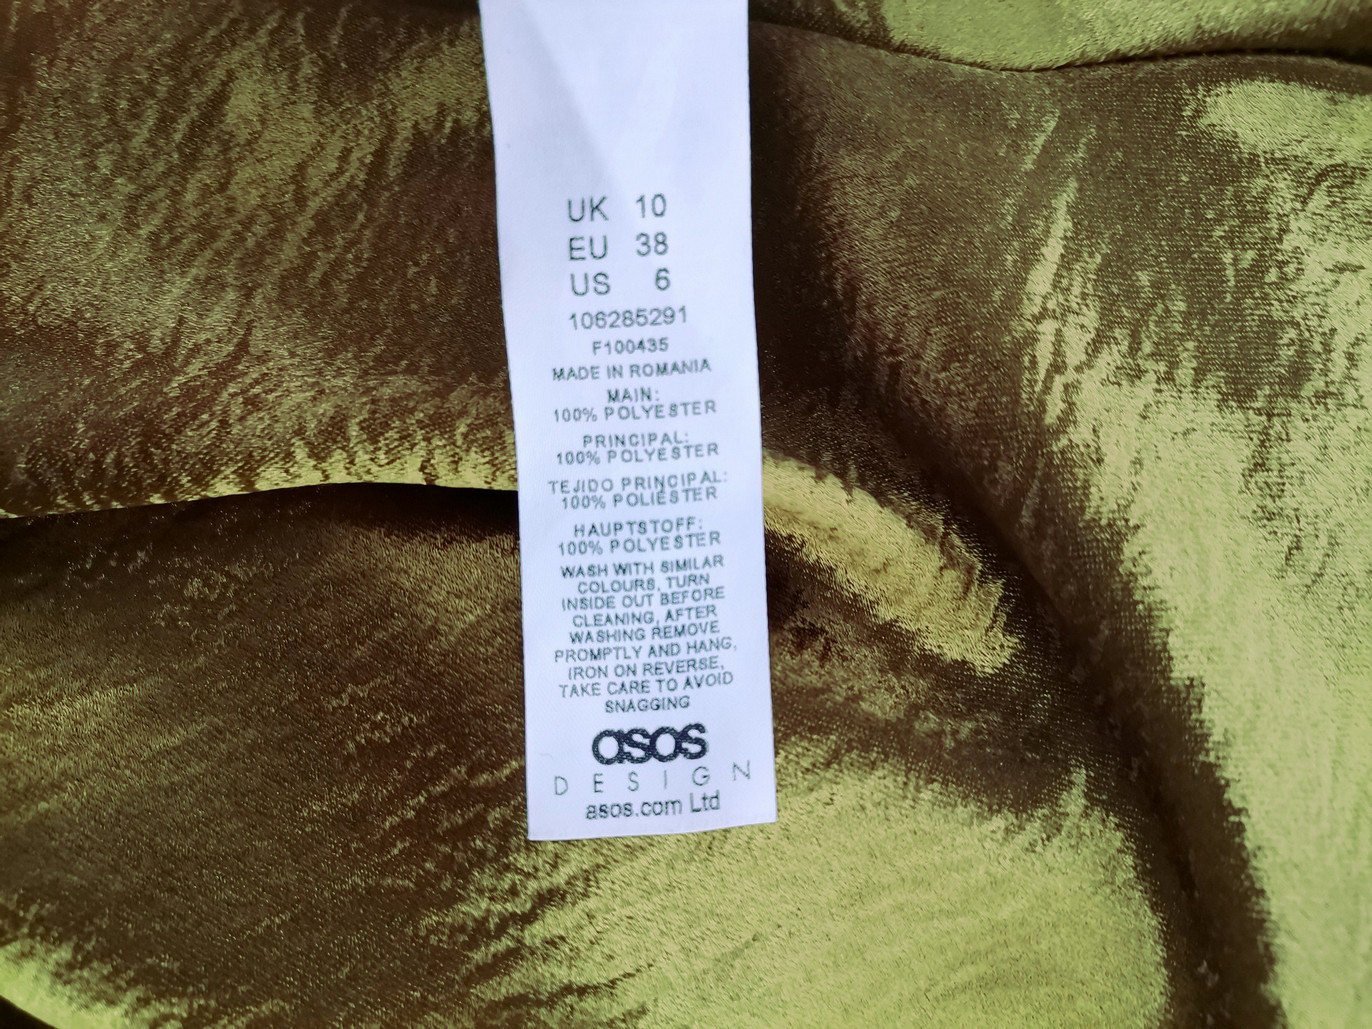 UK 10
EU 38
US 6
106285291
F100435
MADE IN ROMANIA
MAIN:
100% POLYESTER
PRINCIPAL:
100% POLYESTER
TEJIDO PRINCIPAL:
100% POLIÉSTER
HAUPTSTOFF:
100% POLYESTER
WASH WITH SIMILAR
COLOURS, TURN
INSIDE OUT BEFORE
CLEANING, AFTER
WASHING REMOVE
PROMPTLY AND HANG,
IRON ON REVERSE,
TAKE CARE TO AVOID
SNAGGING
asos
DESIGN
asos.com Ltd